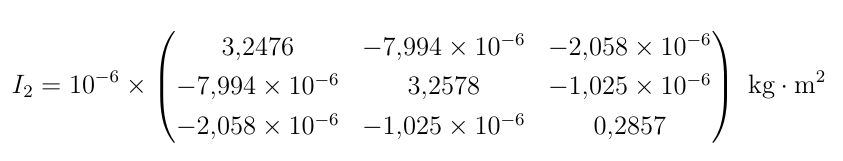 I₂ = 10⁻⁶ × ( 3,2476 −7,994 × 10⁻⁶ −2,058 × 10⁻⁶
−7,994 × 10⁻⁶ 3,2578 −1,025 × 10⁻⁶
−2,058 × 10⁻⁶ −1,025 × 10⁻⁶ 0,2857 ) kg · m²